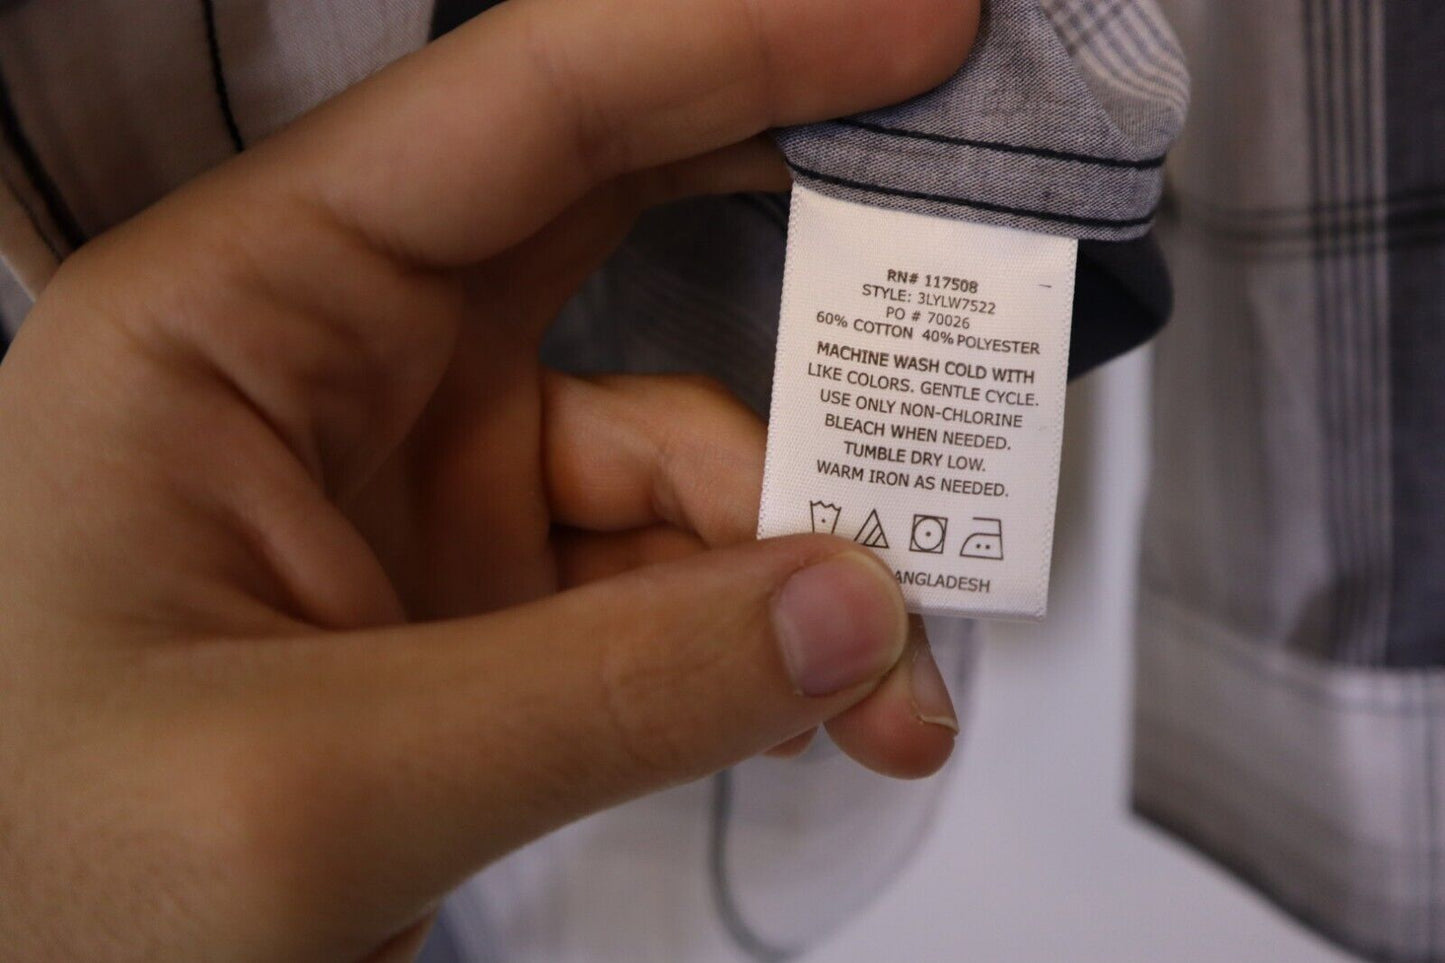 RN# 117508
STYLE: 3LYLW7522
PO # 70026
60% COTTON 40% POLYESTER
MACHINE WASH COLD WITH
LIKE COLORS. GENTLE CYCLE.
USE ONLY NON-CHLORINE
BLEACH WHEN NEEDED.
TUMBLE DRY LOW.
WARM IRON AS NEEDED.
ANGLADESH